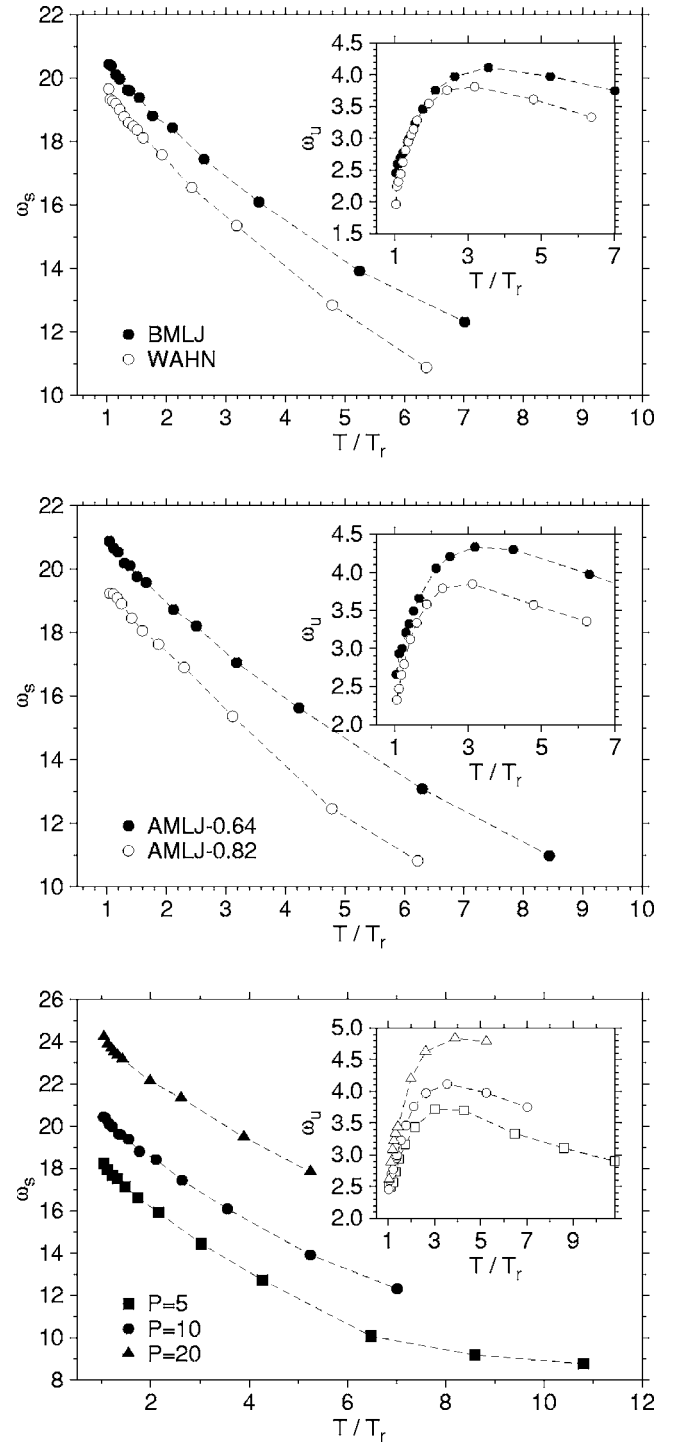 22
20
18
16
14
12
10
ωs
1 2 3 4 5 6 7 8 9 10
T / Tr
BMLJ
WAHN
4.5
4.0
3.5
3.0
2.5
2.0
1.5
ωu
1 3 5 7
T / Tr
22
20
18
16
14
12
10
ωs
1 2 3 4 5 6 7 8 9 10
T / Tr
AMLJ-0.64
AMLJ-0.82
4.5
4.0
3.5
3.0
2.5
2.0
ωu
1 3 5 7
T / Tr
26
24
22
20
18
16
14
12
10
8
ωs
2 4 6 8 10 12
T / Tr
P=5
P=10
P=20
5.0
4.5
4.0
3.5
3.0
2.5
2.0
ωu
1 3 5 7 9
T / Tr